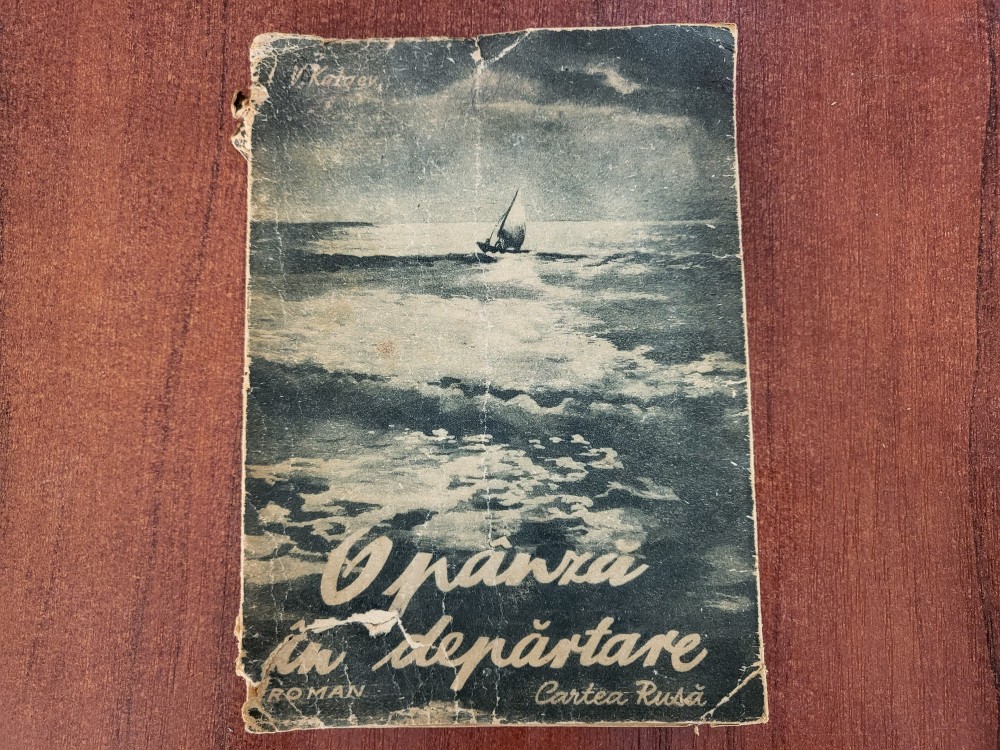 V. Kataev
O pânză
în depărtare
ROMAN
Cartea Rusă